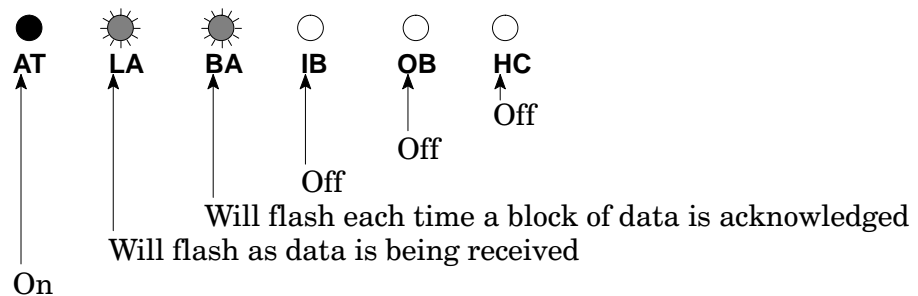 AT LA BA IB OB HC
Off
Off
Off
Will flash each time a block of data is acknowledged
Will flash as data is being received
On